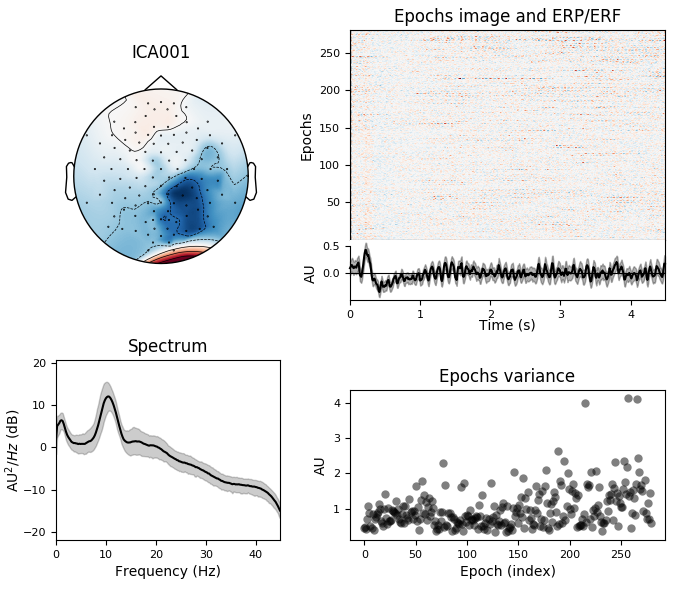 ICA001
Epochs image and ERP/ERF
Epochs
250
200
150
100
50
AU
0.5
0.0
0 1 2 3 4
Time (s)
Spectrum
AU²/Hz (dB)
20
10
0
−10
−20
0 10 20 30 40
Frequency (Hz)
Epochs variance
AU
4
3
2
1
0 50 100 150 200 250
Epoch (index)